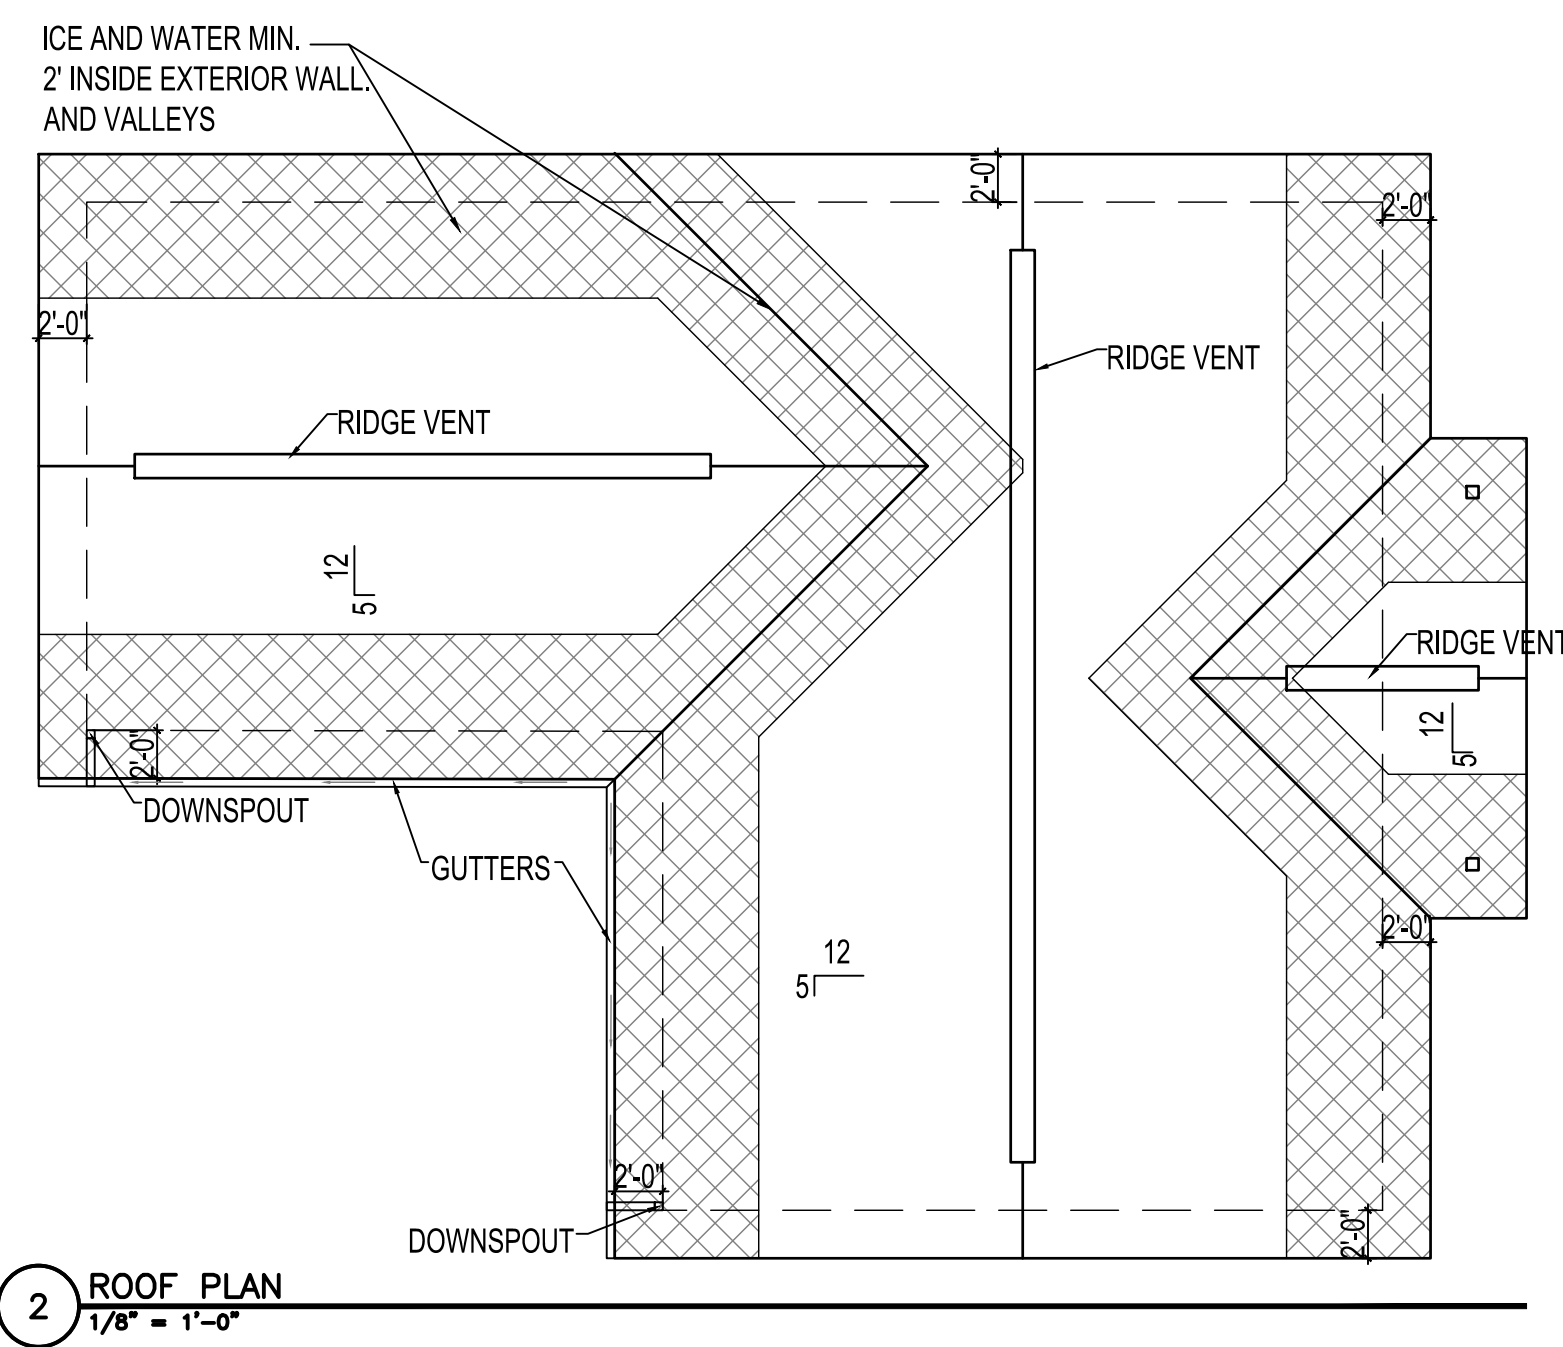 ICE AND WATER MIN.
2' INSIDE EXTERIOR WALL.
AND VALLEYS
2'-0"
2'-0"
2'-0"
RIDGE VENT
RIDGE VENT
12
5
RIDGE VENT
12
5
2'-0"
DOWNSPOUT
GUTTERS
2'-0"
12
5
2'-0"
DOWNSPOUT
2'-0"
2
ROOF PLAN
1/8" = 1'-0"